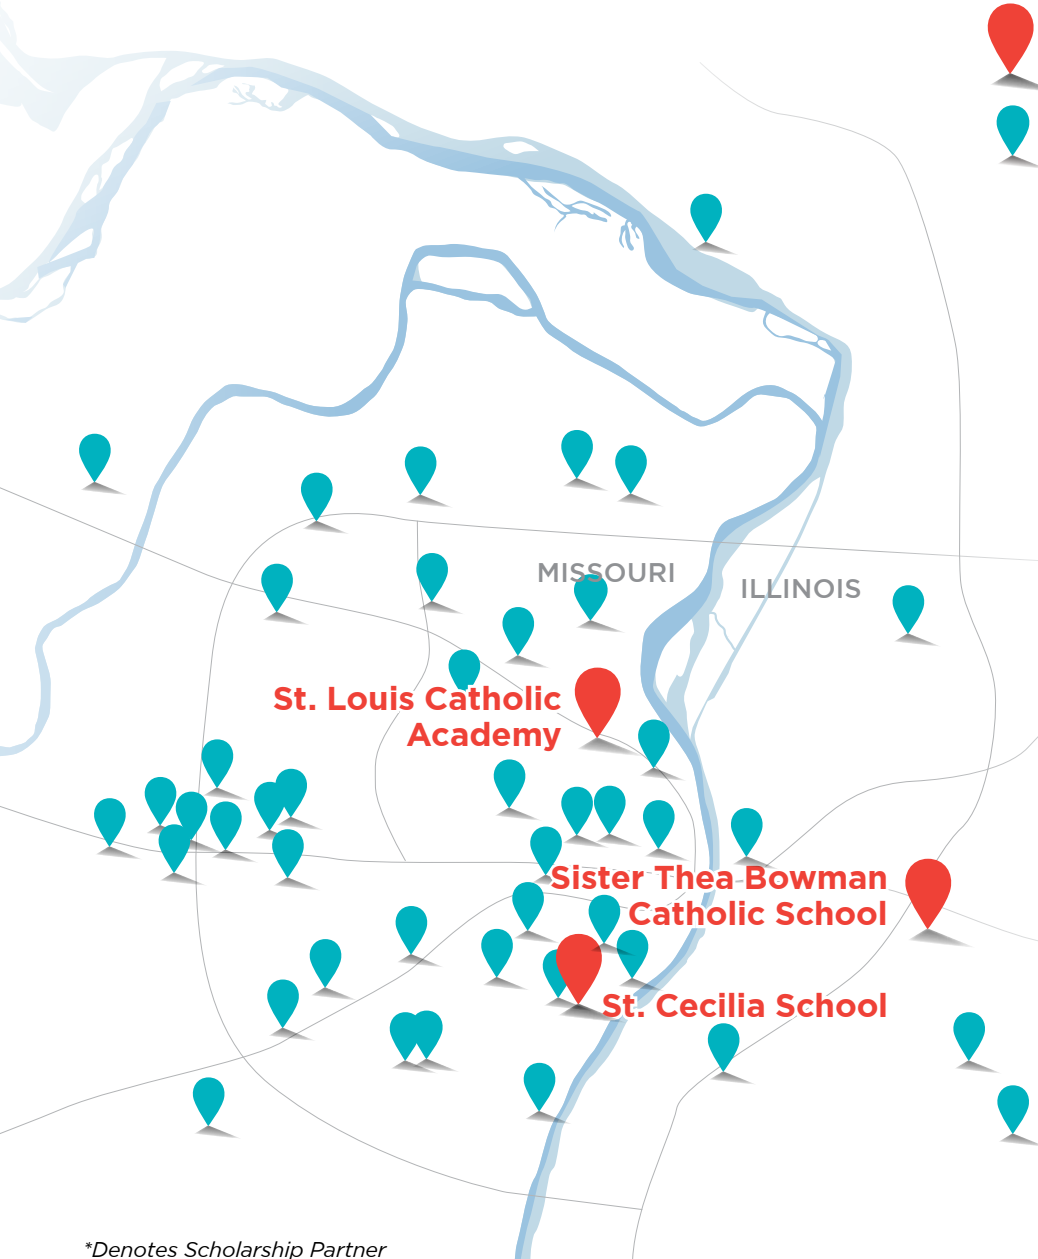 MISSOURI
ILLINOIS
St. Louis Catholic
Academy
Sister Thea Bowman
Catholic School
St. Cecilia School
*Denotes Scholarship Partner